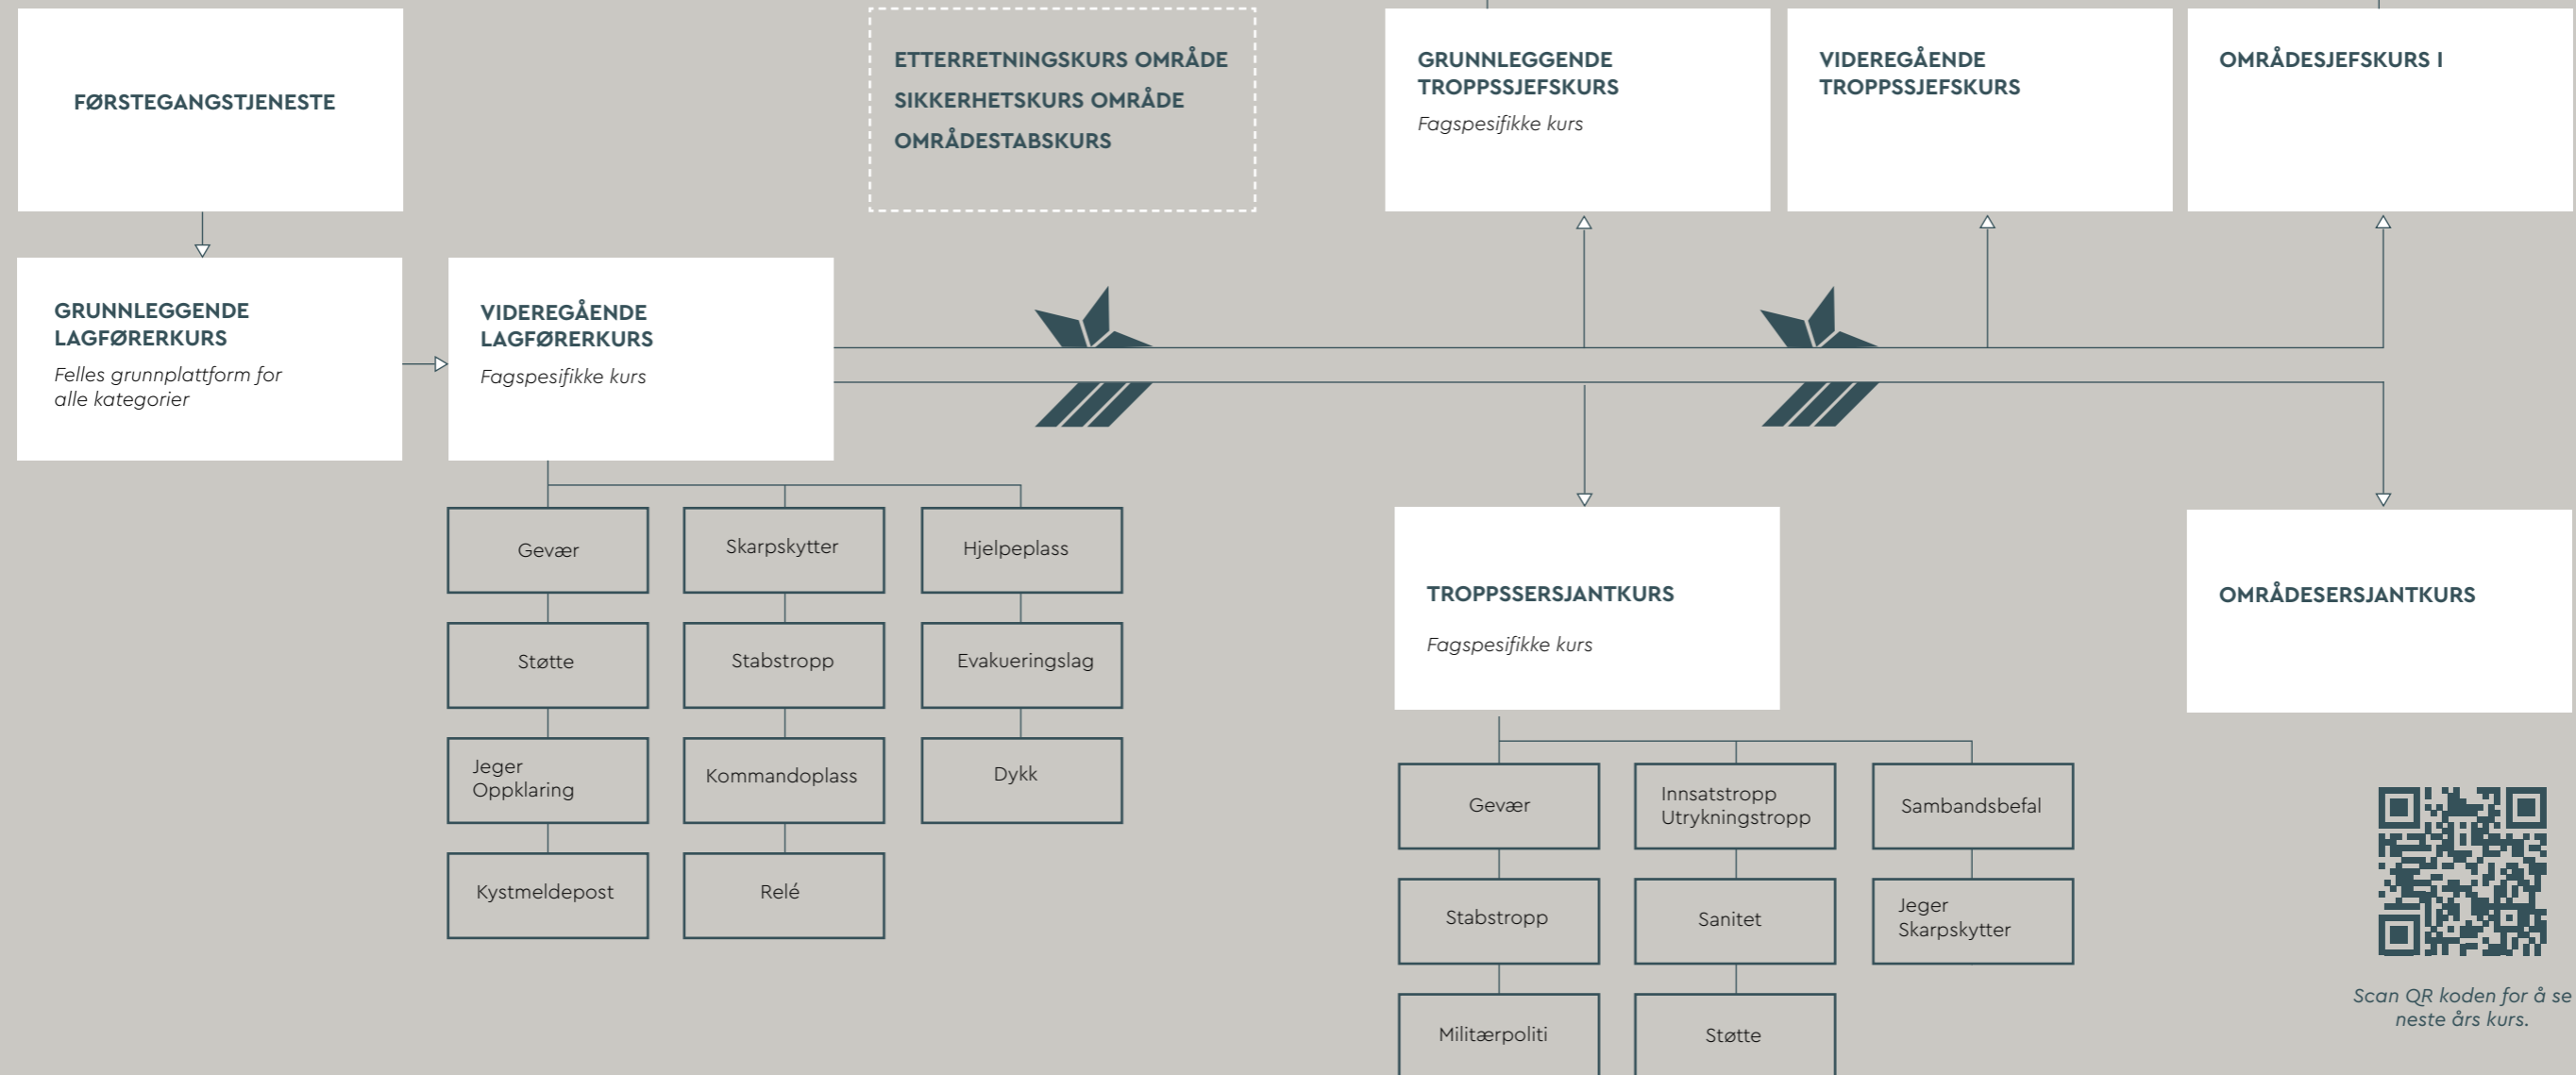 FØRSTEGANGSTJENESTE
ETTERRETNINGSKURS OMRÅDE
SIKKERHETSKURS OMRÅDE
OMRÅDESTABSKURS
GRUNNLEGGENDE
TROPPSSJEFSKURS
Fagspesifikke kurs
VIDEREGÅENDE
TROPPSSJEFSKURS
OMRÅDESJEFSKURS I
GRUNNLEGGENDE
LAGFØRERKURS
Felles grunnplattform for
alle kategorier
VIDEREGÅENDE
LAGFØRERKURS
Fagspesifikke kurs
Gevær
Støtte
Jeger
Oppklaring
Kystmeldepost
Skarpskytter
Stabstropp
Kommandoplass
Relé
Hjelpeplass
Evakueringslag
Dykk
TROPPSSERSJANTKURS
Fagspesifikke kurs
Gevær
Stabstropp
Militærpoliti
Innsatstropp
Utrykningstropp
Sanitet
Støtte
Sambandsbefal
Jeger
Skarpskytter
OMRÅDESERSJANTKURS
Scan QR koden for å se
neste års kurs.